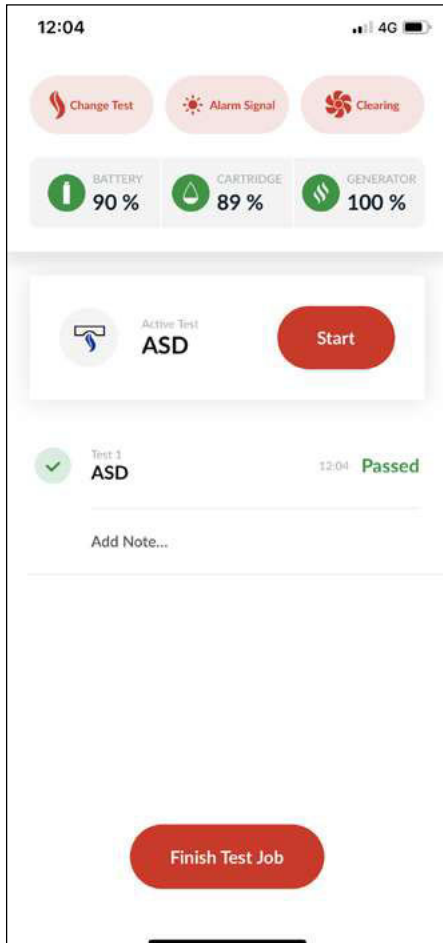 12:04 4G
Change Test Alarm Signal Clearing
BATTERY CARTRIDGE GENERATOR
90 % 89 % 100 %
Active Test
ASD
Start
Test 1
ASD
12:04 Passed
Add Note...
Finish Test Job